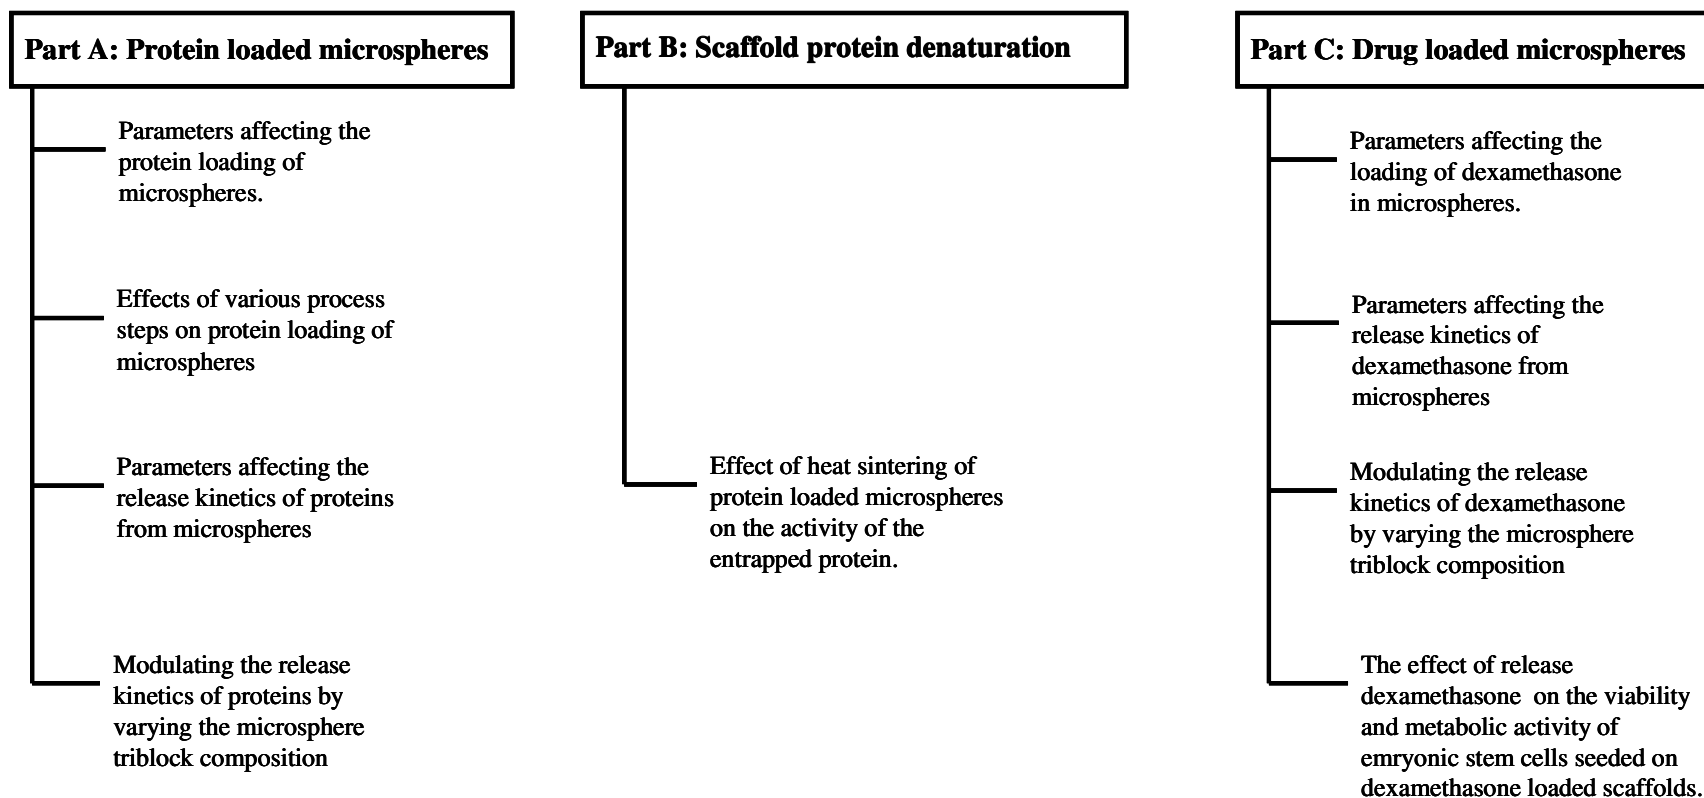 Part A: Protein loaded microspheres
Parameters affecting the
protein loading of
microspheres.
Effects of various process
steps on protein loading of
microspheres
Parameters affecting the
release kinetics of proteins
from microspheres
Modulating the release
kinetics of proteins by
varying the microsphere
triblock composition
Part B: Scaffold protein denaturation
Effect of heat sintering of
protein loaded microspheres
on the activity of the
entrapped protein.
Part C: Drug loaded microspheres
Parameters affecting the
loading of dexamethasone
in microspheres.
Parameters affecting the
release kinetics of
dexamethasone from
microspheres
Modulating the release
kinetics of dexamethasone
by varying the microsphere
triblock composition
The effect of release
dexamethasone on the viability
and metabolic activity of
emryonic stem cells seeded on
dexamethasone loaded scaffolds.